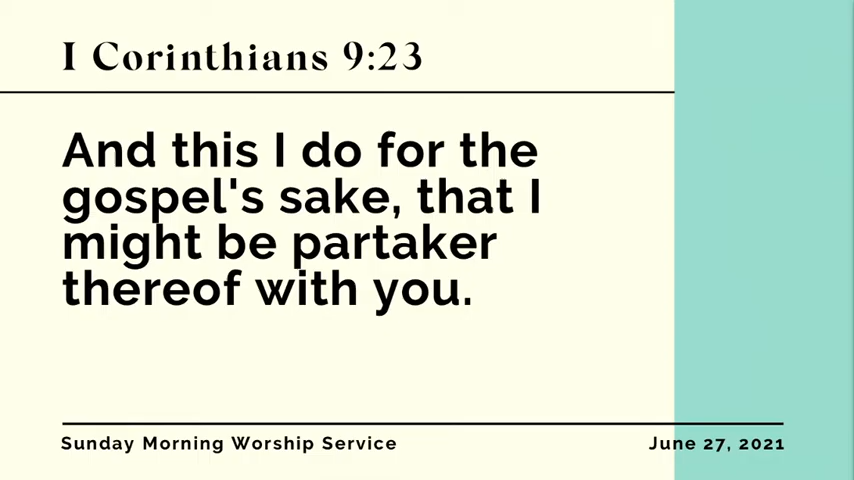 I Corinthians 9:23
And this I do for the
gospel's sake, that I
might be partaker
thereof with you.
Sunday Morning Worship Service
June 27, 2021